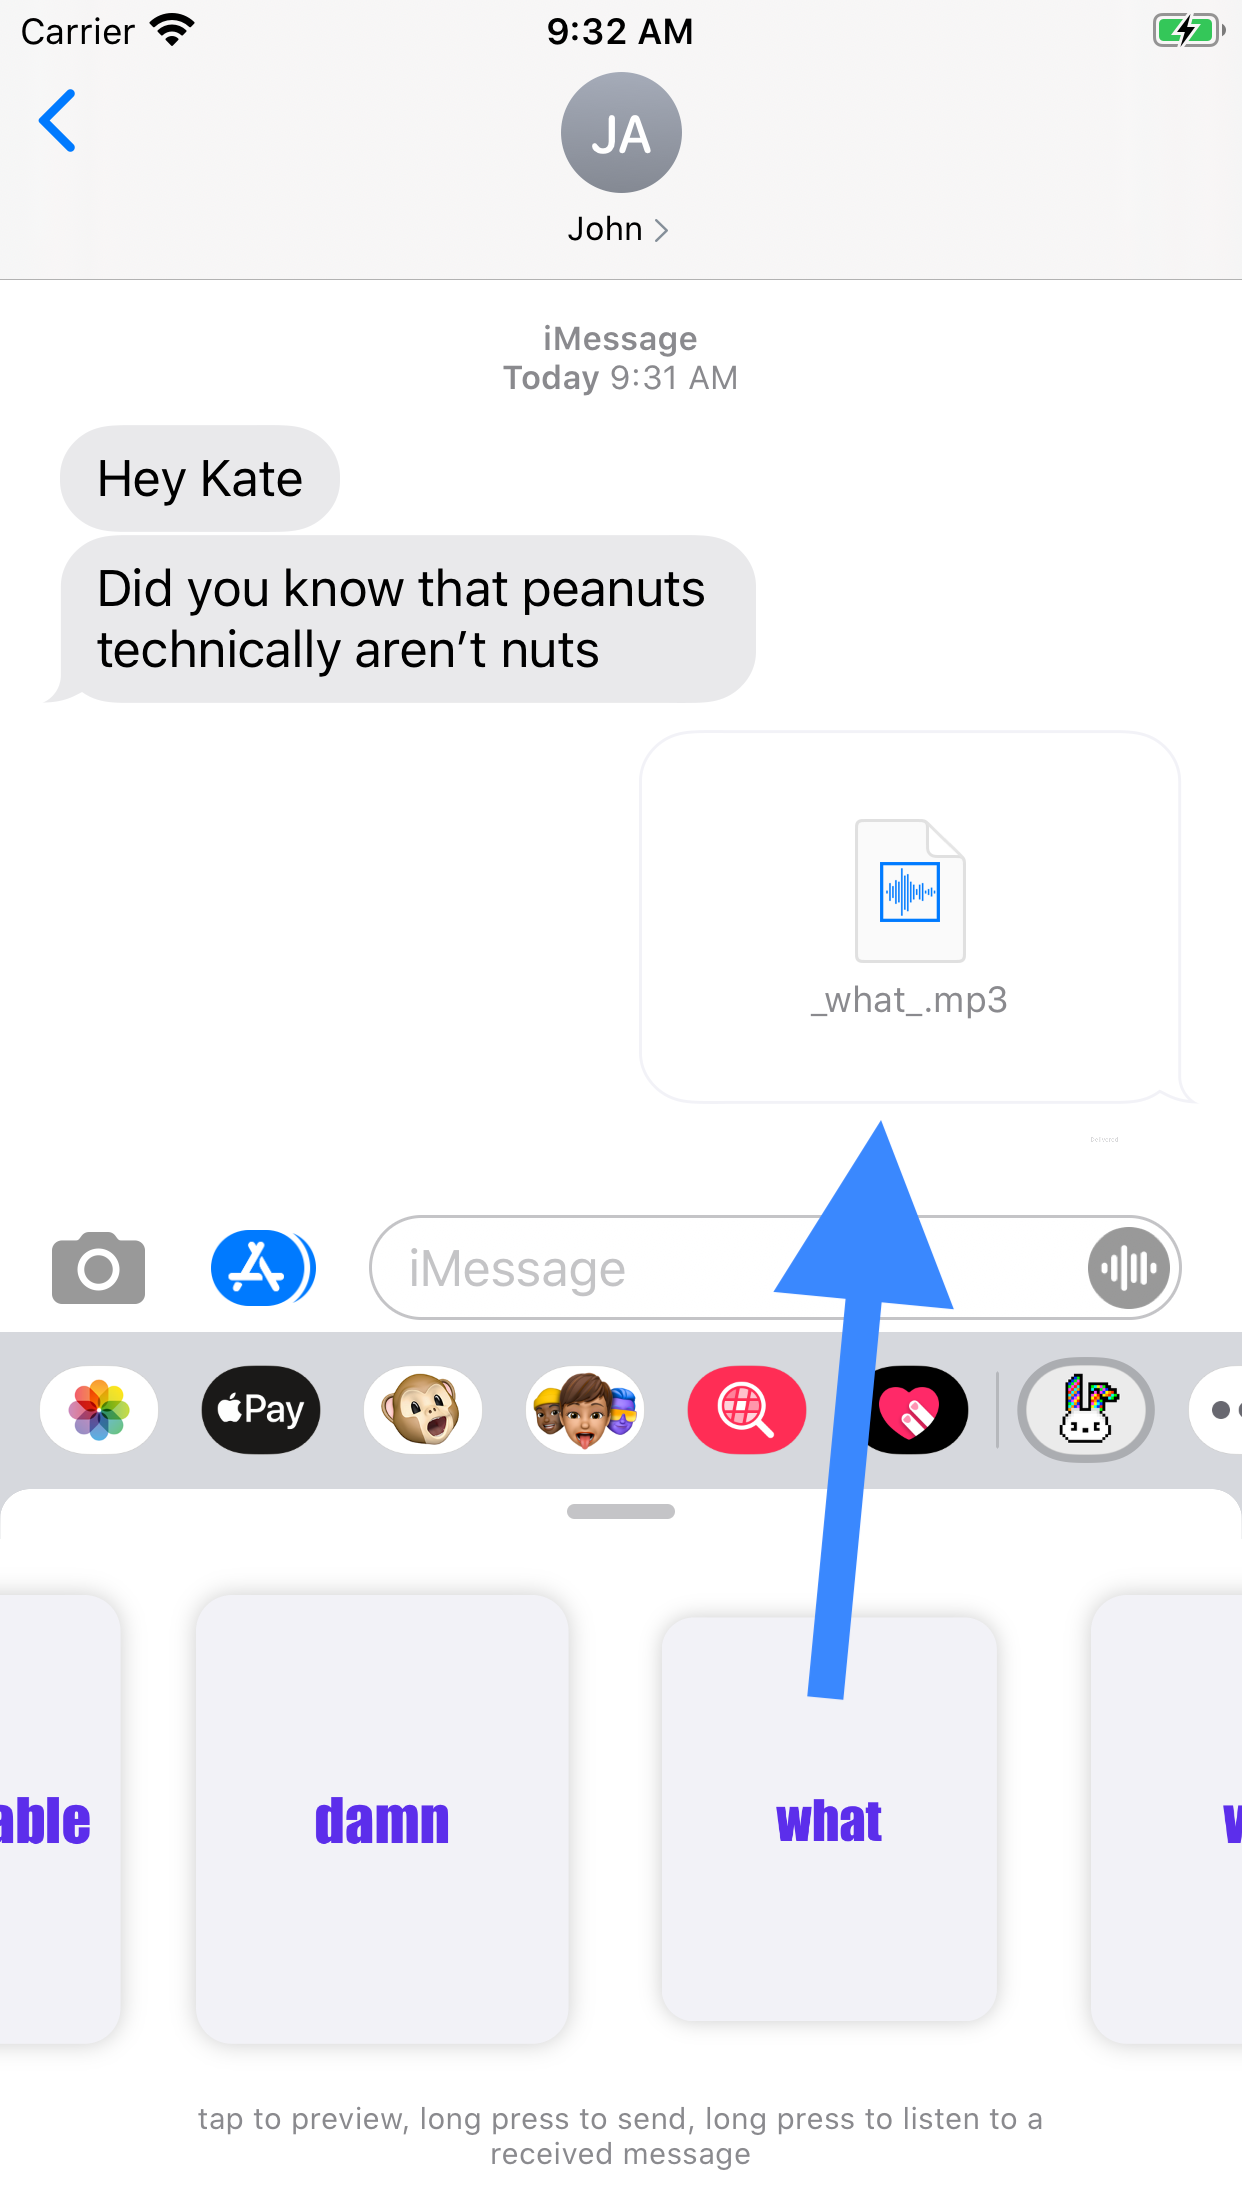 Carrier 9:32 AM
JA
John
iMessage
Today 9:31 AM
Hey Kate
Did you know that peanuts
technically aren’t nuts
_what_.mp3
Delivered
iMessage
Pay
able
damn
what
tap to preview, long press to send, long press to listen to a
received message